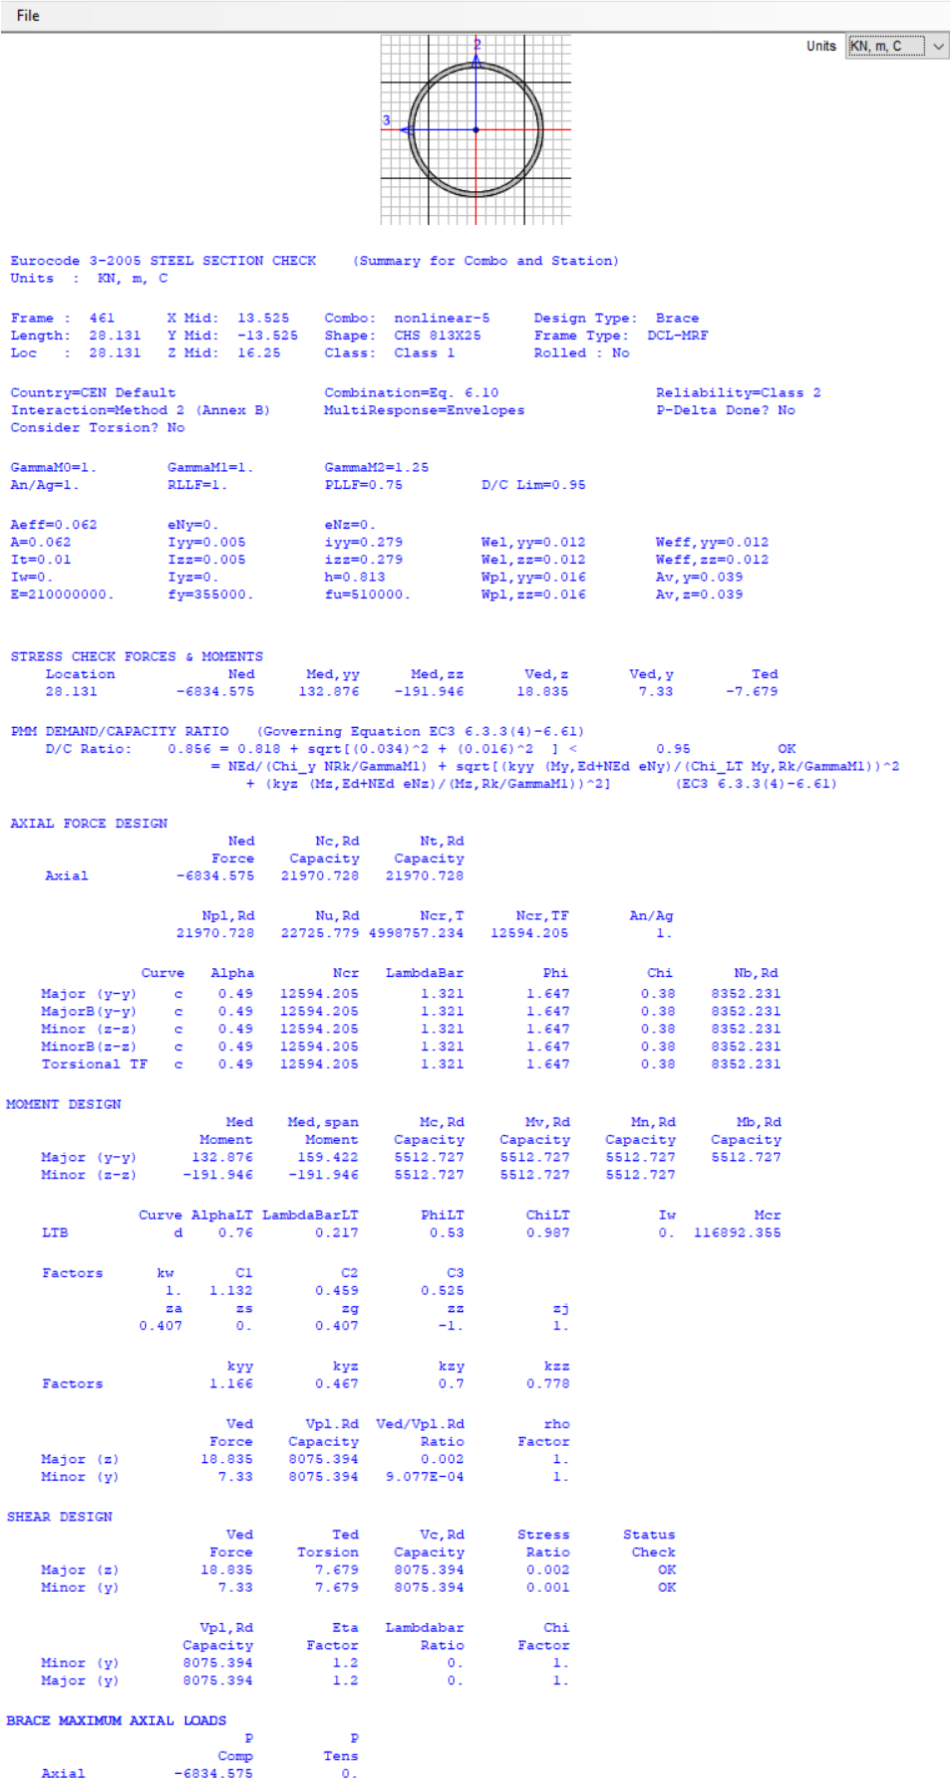 File
Units KN, m, C
2
3
Eurocode 3-2005 STEEL SECTION CHECK (Summary for Combo and Station)
Units : KN, m, C
Frame : 461 X Mid: 13.525 Combo: nonlinear-5 Design Type: Brace
Length: 28.131 Y Mid: -13.525 Shape: CHS 813X25 Frame Type: DCL-MRF
Loc : 28.131 Z Mid: 16.25 Class: Class 1 Rolled : No
Country=CEN Default Combination=Eq. 6.10 Reliability=Class 2
Interaction=Method 2 (Annex B) MultiResponse=Envelopes P-Delta Done? No
Consider Torsion? No
GammaM0=1. GammaM1=1. GammaM2=1.25
An/Ag=1. RLLF=1. PLLF=0.75 D/C Lim=0.95
Aeff=0.062 eNy=0. eNz=0.
A=0.062 Iyy=0.005 iyy=0.279 Wel,yy=0.012 Weff,yy=0.012
It=0.01 Izz=0.005 izz=0.279 Wel,zz=0.012 Weff,zz=0.012
Iw=0. Iyz=0. h=0.813 Wpl,yy=0.016 Av,y=0.039
E=210000000. fy=355000. fu=510000. Wpl,zz=0.016 Av,z=0.039
STRESS CHECK FORCES & MOMENTS
Location Ned Med,yy Med,zz Ved,z Ved,y Ted
28.131 -6834.575 132.876 -191.946 18.835 7.33 -7.679
PMM DEMAND/CAPACITY RATIO (Governing Equation EC3 6.3.3(4)-6.61)
D/C Ratio: 0.856 = 0.818 + sqrt[(0.034)^2 + (0.016)^2 ] < 0.95 OK
= NEd/(Chi_y NRk/GammaM1) + sqrt[(kyy (My,Ed+NEd eNy)/(Chi_LT My,Rk/GammaM1))^2
+ (kyz (Mz,Ed+NEd eNz)/(Mz,Rk/GammaM1))^2] (EC3 6.3.3(4)-6.61)
AXIAL FORCE DESIGN
Ned Nc,Rd Nt,Rd
Force Capacity Capacity
Axial -6834.575 21970.728 21970.728
Npl,Rd Nu,Rd Ncr,T Ncr,TF An/Ag
21970.728 22725.779 4998757.234 12594.205 1.
Curve Alpha Ncr LambdaBar Phi Chi Nb,Rd
Major (y-y) c 0.49 12594.205 1.321 1.647 0.38 8352.231
MajorB(y-y) c 0.49 12594.205 1.321 1.647 0.38 8352.231
Minor (z-z) c 0.49 12594.205 1.321 1.647 0.38 8352.231
MinorB(z-z) c 0.49 12594.205 1.321 1.647 0.38 8352.231
Torsional TF c 0.49 12594.205 1.321 1.647 0.38 8352.231
MOMENT DESIGN
Med Med,span Mc,Rd Mv,Rd Mn,Rd Mb,Rd
Moment Moment Capacity Capacity Capacity Capacity
Major (y-y) 132.876 159.422 5512.727 5512.727 5512.727 5512.727
Minor (z-z) -191.946 -191.946 5512.727 5512.727 5512.727
Curve AlphaLT LambdaBarLT PhiLT ChiLT Iw Mcr
LTB d 0.76 0.217 0.53 0.987 0. 116892.355
Factors kw C1 C2 C3
1. 1.132 0.459 0.525
za zs zg zz zj
0.407 0. 0.407 -1. 1.
kyy kyz kzy kzz
Factors 1.166 0.467 0.7 0.778
Ved Vpl.Rd Ved/Vpl.Rd rho
Force Capacity Ratio Factor
Major (z) 18.835 8075.394 0.002 1.
Minor (y) 7.33 8075.394 9.077E-04 1.
SHEAR DESIGN
Ved Ted Vc,Rd Stress Status
Force Torsion Capacity Ratio Check
Major (z) 18.835 7.679 8075.394 0.002 OK
Minor (y) 7.33 7.679 8075.394 0.001 OK
Vpl,Rd Eta Lambdabar Chi
Capacity Factor Ratio Factor
Minor (y) 8075.394 1.2 0. 1.
Major (y) 8075.394 1.2 0. 1.
BRACE MAXIMUM AXIAL LOADS
P P
Comp Tens
Axial -6834.575 0.